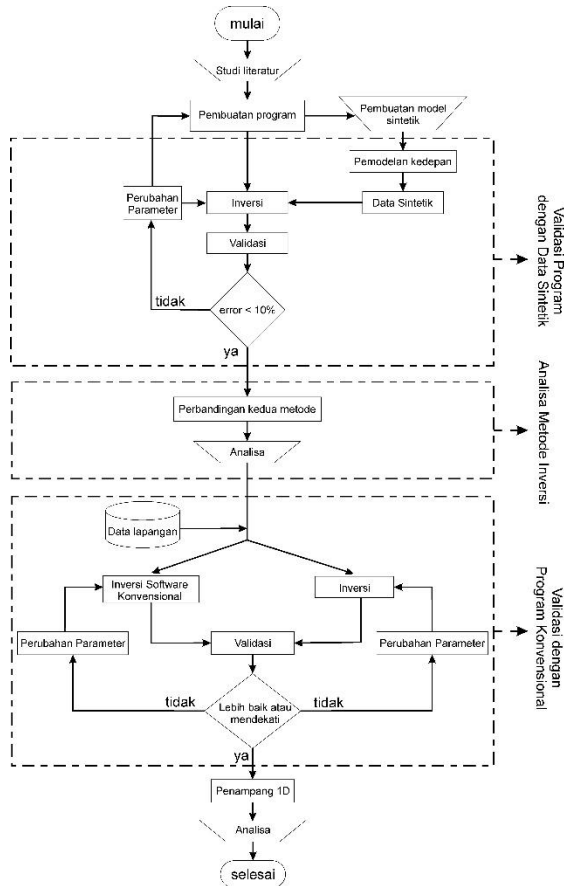 mulai
Studi literatur
Pembuatan program
Pembuatan model
sintetik
Pemodelan kedepan
Perubahan
Parameter
Inversi
Data Sintetik
Validasi
tidak
error < 10%
ya
Validasi Program
dengan Data Sintetik
Perbandingan kedua metode
Analisa
Analisa Metode Inversi
Data lapangan
Inversi Software
Konvensional
Inversi
Perubahan Parameter
Validasi
Perubahan Parameter
tidak
Lebih baik atau
mendekati
tidak
ya
Validasi dengan
Program Konvensional
Penampang 1D
Analisa
selesai